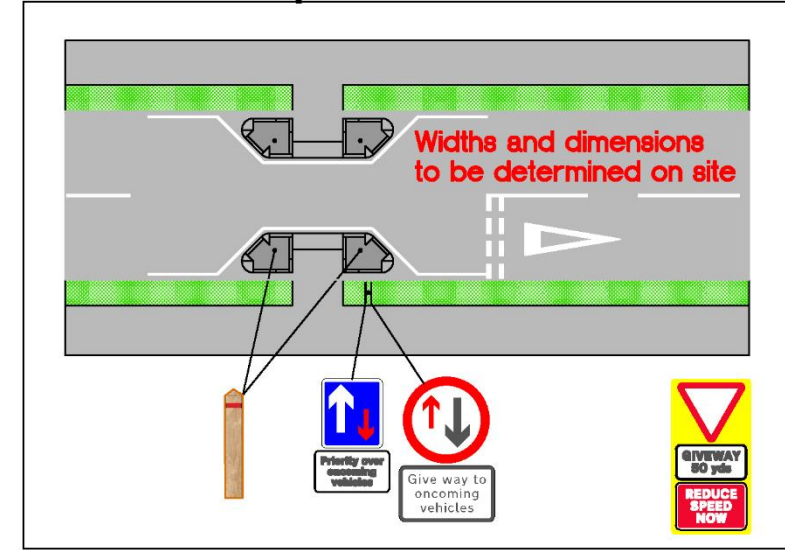 Widths and dimensions
to be determined on site
Priority over
oncoming
vehicles
Give way to
oncoming
vehicles
GIVEWAY
50 yds
REDUCE
SPEED
NOW